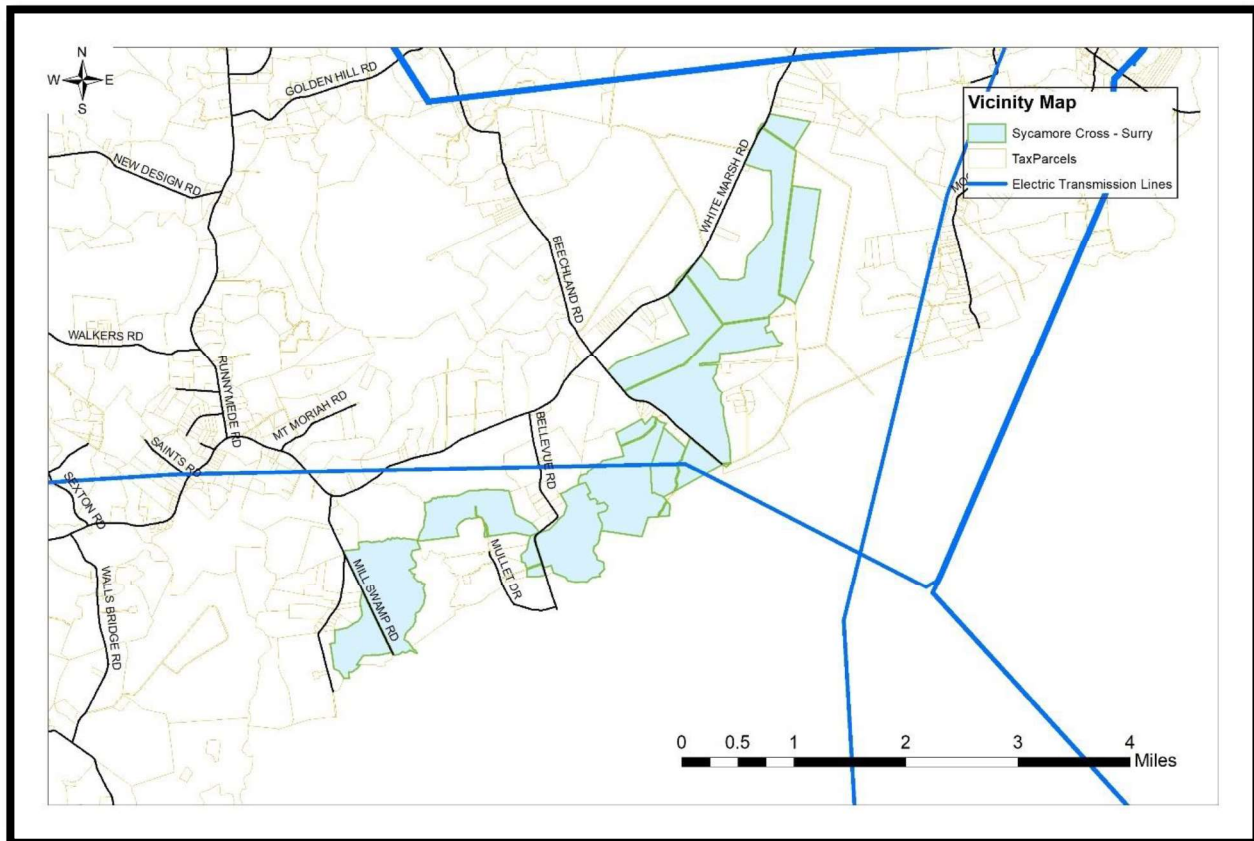 N
W E
S
GOLDEN HILL RD
Vicinity Map
Sycamore Cross - Surry
TaxParcels
Electric Transmission Lines
NEW DESIGN RD
WHITE MARSH RD
BEECHLAND RD
WALKERS RD
RUNNYMEDE RD
MT MORIAH RD
BELLEVUE RD
SAINTS RD
SEXTON RD
MULLET DR
MILL SWAMP RD
WALLS BRIDGE RD
0 0.5 1 2 3 4
Miles